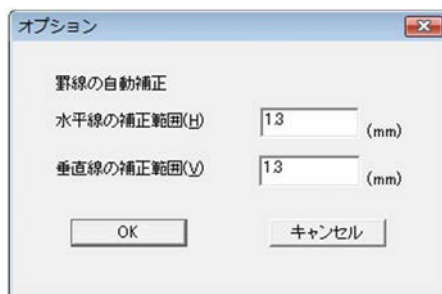 オプション
罫線の自動補正
水平線の補正範囲(H) 1.3 (mm)
垂直線の補正範囲(V) 1.3 (mm)
OK キャンセル